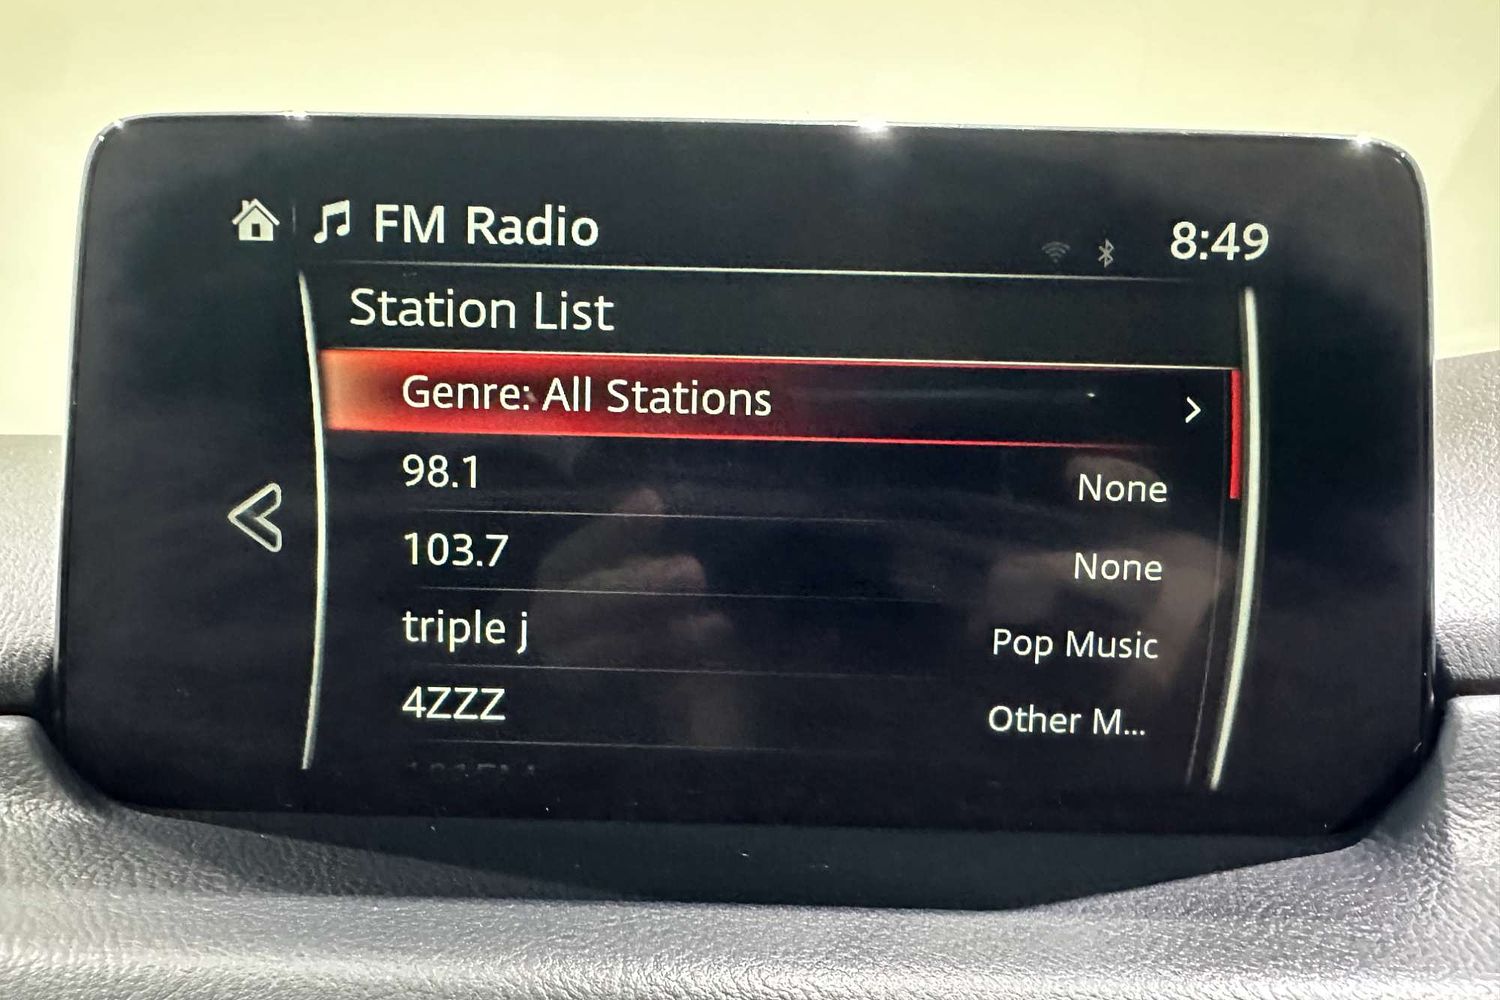 FM Radio
8:49
Station List
Genre: All Stations
98.1 None
103.7 None
triple j Pop Music
4ZZZ Other M...